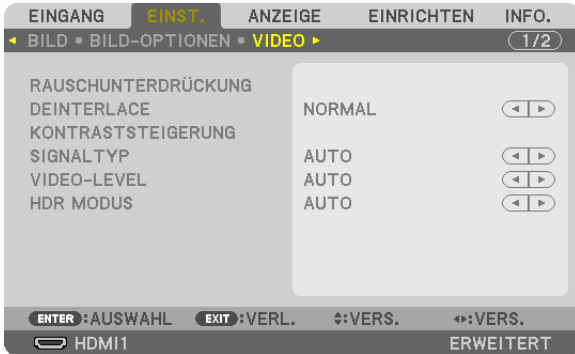 EINGANG EINST. ANZEIGE EINRICHTEN INFO.
BILD • BILD-OPTIONEN • VIDEO 1/2
RAUSCHUNTERDRÜCKUNG
DEINTERLACE NORMAL
KONTRASTSTEIGERUNG
SIGNALTYP AUTO
VIDEO-LEVEL AUTO
HDR MODUS AUTO
ENTER :AUSWAHL EXIT :VERL. :VERS. :VERS.
HDMI1 ERWEITERT